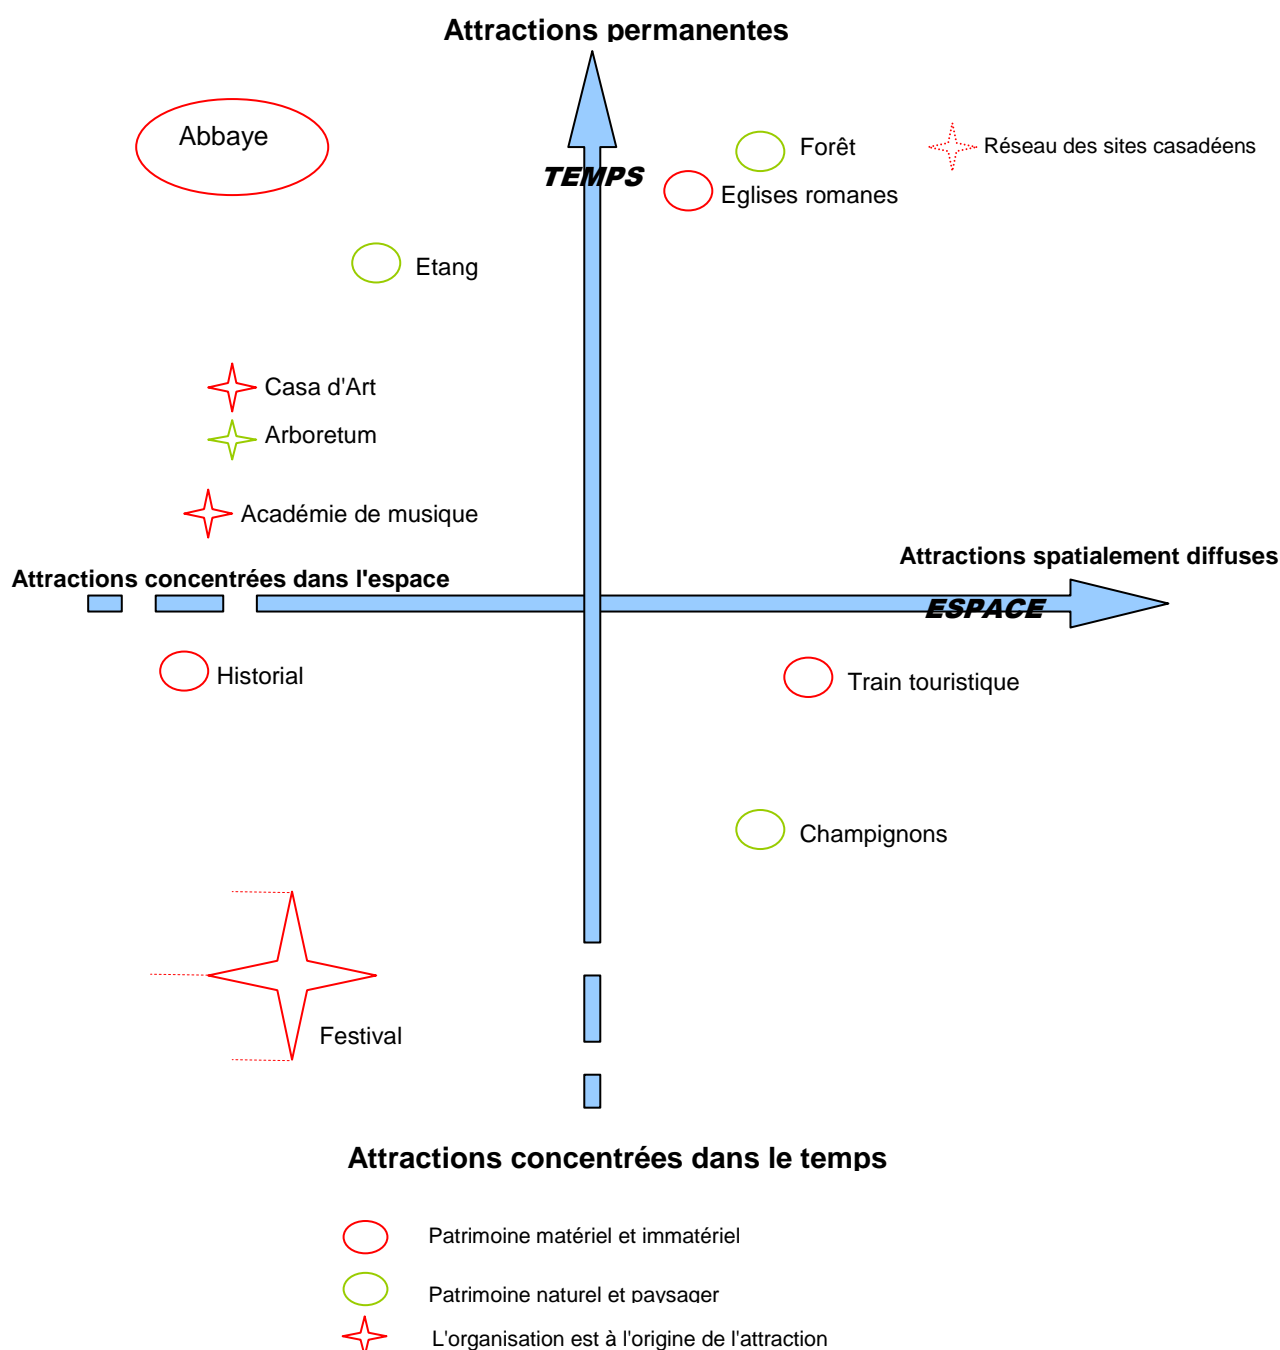 Attractions permanentes
Abbaye
Forêt
Réseau des sites casadéens
TEMPS
Eglises romanes
Etang
Casa d'Art
Arboretum
Académie de musique
Attractions spatialement diffuses
Attractions concentrées dans l'espace
ESPACE
Historial
Train touristique
Champignons
Festival
Attractions concentrées dans le temps
Patrimoine matériel et immatériel
Patrimoine naturel et paysager
L'organisation est à l'origine de l'attraction